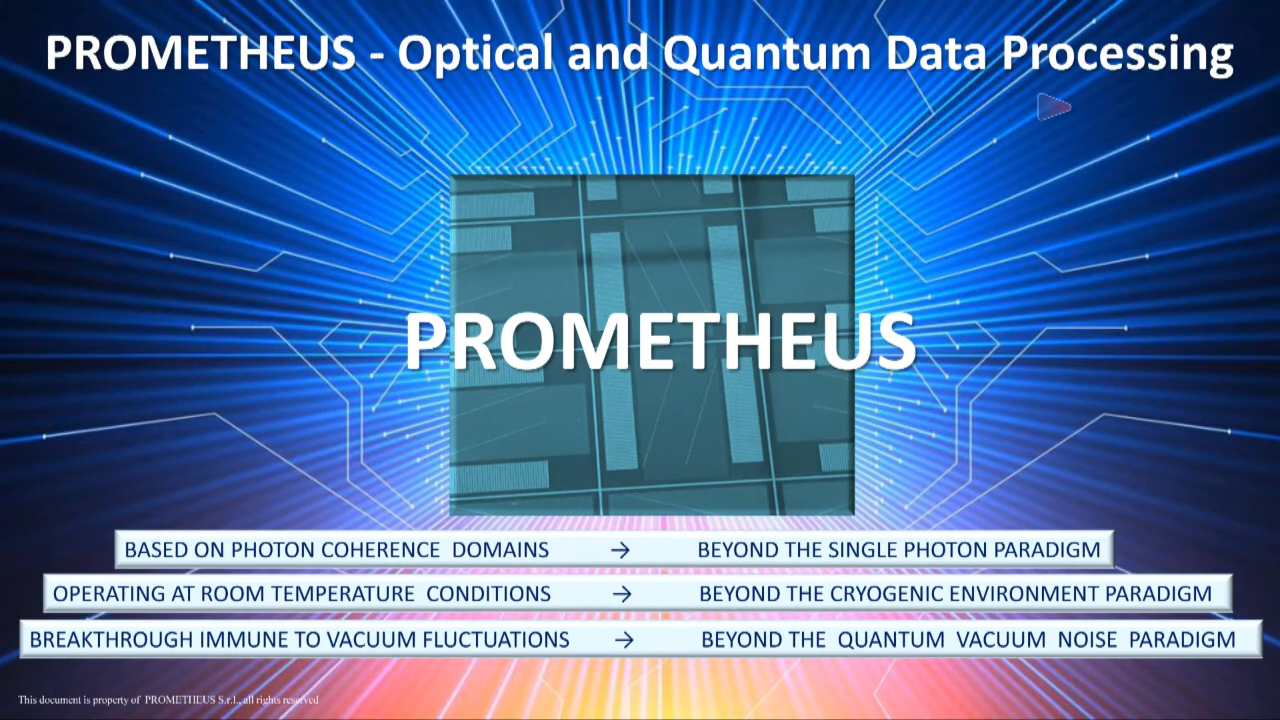 PROMETHEUS - Optical and Quantum Data Processing
PROMETHEUS
BASED ON PHOTON COHERENCE DOMAINS → BEYOND THE SINGLE PHOTON PARADIGM
OPERATING AT ROOM TEMPERATURE CONDITIONS → BEYOND THE CRYOGENIC ENVIRONMENT PARADIGM
BREAKTHROUGH IMMUNE TO VACUUM FLUCTUATIONS → BEYOND THE QUANTUM VACUUM NOISE PARADIGM
This document is property of PROMETHEUS S.r.l., all rights reserved